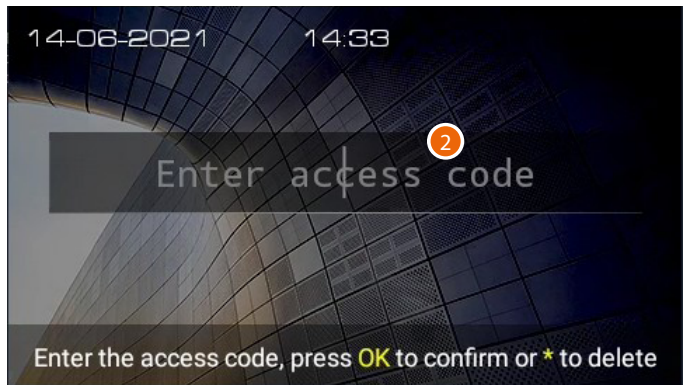 14-06-2021 14:33
2
Enter access code
Enter the access code, press OK to confirm or * to delete